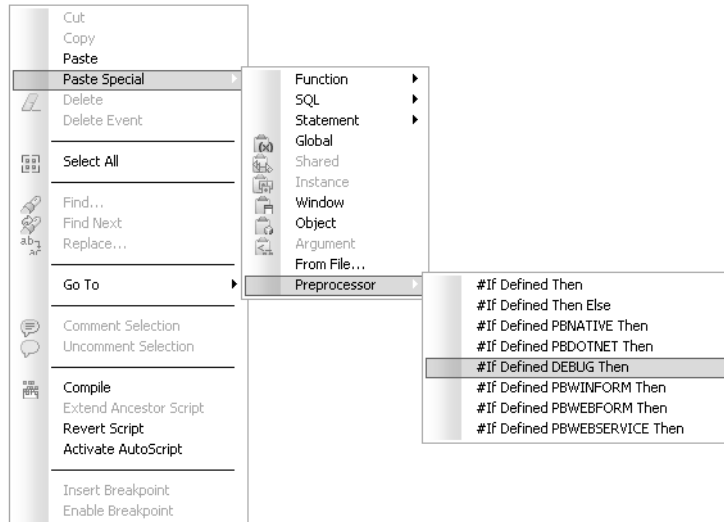 Cut
Copy
Paste
Paste Special
Delete
Delete Event
Select All
Find...
Find Next
Replace...
Go To
Comment Selection
Uncomment Selection
Compile
Extend Ancestor Script
Revert Script
Activate AutoScript
Insert Breakpoint
Enable Breakpoint
Function
SQL
Statement
Global
Shared
Instance
Window
Object
Argument
From File...
Preprocessor
#If Defined Then
#If Defined Then Else
#If Defined PBNATIVE Then
#If Defined PBDOTNET Then
#If Defined DEBUG Then
#If Defined PBWINFORM Then
#If Defined PBWEBFORM Then
#If Defined PBWEBSERVICE Then